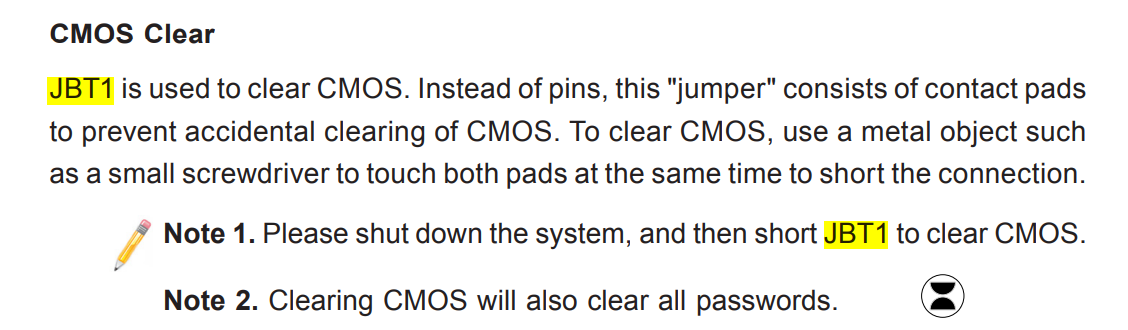 CMOS Clear
JBT1 is used to clear CMOS. Instead of pins, this "jumper" consists of contact pads
to prevent accidental clearing of CMOS. To clear CMOS, use a metal object such
as a small screwdriver to touch both pads at the same time to short the connection.
Note 1. Please shut down the system, and then short JBT1 to clear CMOS.
Note 2. Clearing CMOS will also clear all passwords.